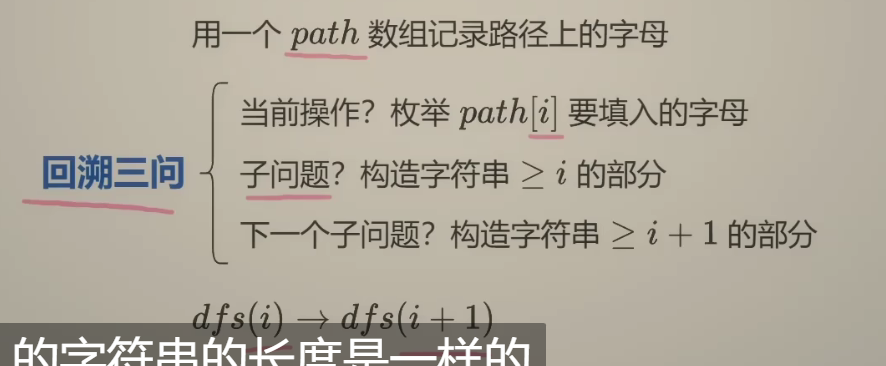 用一个 path 数组记录路径上的字母
当前操作？枚举 path[i] 要填入的字母
回溯三问
子问题？构造字符串 ≥ i 的部分
下一个子问题？构造字符串 ≥ i + 1 的部分
dfs(i) → dfs(i + 1)
的字符串的长度是一样的